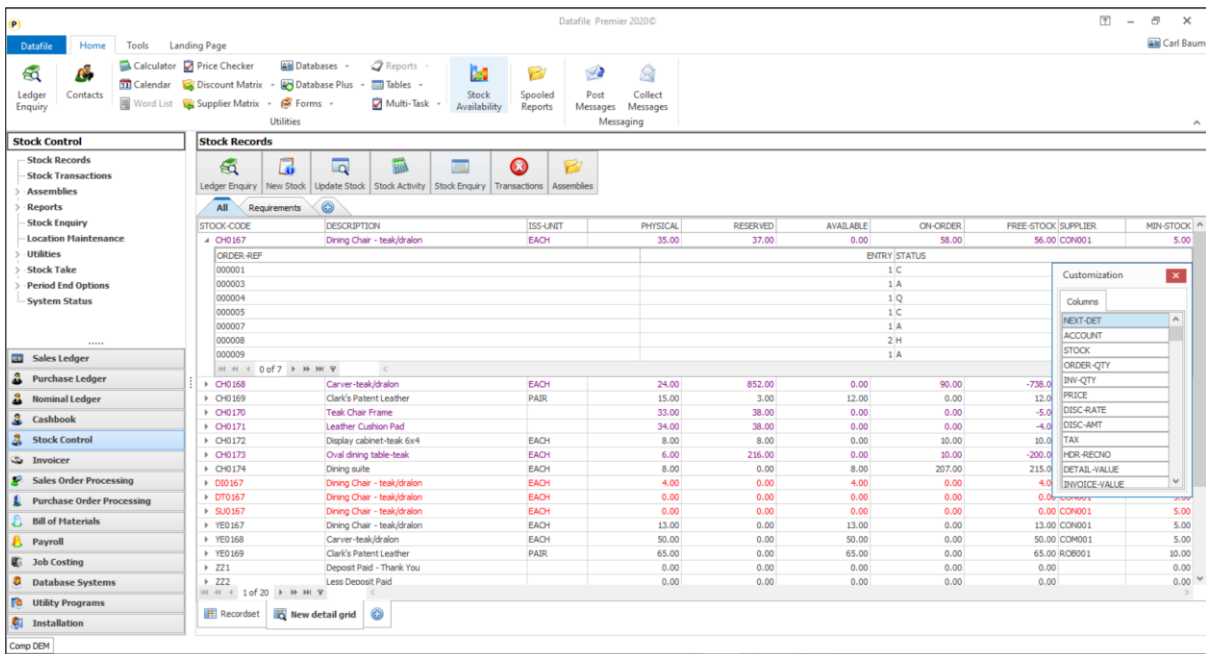 P
Datafile Premier 2020©
Datafile Home Tools Landing Page
Carl Baum
Ledger Enquiry
Contacts
Calculator Price Checker Databases Reports
Calendar Discount Matrix Database Plus Tables
Word List Supplier Matrix Forms Multi-Task
Utilities
Stock Availability
Spooled Reports
Post Messages
Collect Messages
Messaging
Stock Control
Stock Records
Stock Transactions
Assemblies
Reports
Stock Enquiry
Location Maintenance
Utilities
Stock Take
Period End Options
System Status
Sales Ledger
Purchase Ledger
Nominal Ledger
Cashbook
Stock Control
Invoicer
Sales Order Processing
Purchase Order Processing
Bill of Materials
Payroll
Job Costing
Database Systems
Utility Programs
Installation
Stock Records
Ledger Enquiry New Stock Update Stock Stock Activity Stock Enquiry Transactions Assemblies
All Requirements
STOCK-CODE DESCRIPTION ISS-UNIT PHYSICAL RESERVED AVAILABLE ON-ORDER FREE-STOCK SUPPLIER MIN-STOCK
CH0167 Dining Chair - teak/dralon EACH 35.00 37.00 0.00 58.00 56.00 CON001 5.00
ORDER-REF ENTRY STATUS
000001 1 C
000003 1 A
000004 1 Q
000005 1 C
000007 1 A
000008 2 H
000009 1 A
0 of 7
CH0168 Carver-teak/dralon EACH 24.00 852.00 0.00 90.00 -738.0
CH0169 Clark's Patent Leather PAIR 15.00 3.00 12.00 0.00 12.0
CH0170 Teak Chair Frame 33.00 38.00 0.00 0.00 -5.0
CH0171 Leather Cushion Pad 34.00 38.00 0.00 0.00 -4.0
CH0172 Display cabinet-teak 6x4 EACH 8.00 8.00 0.00 10.00 10.0
CH0173 Oval dining table-teak EACH 6.00 216.00 0.00 10.00 -200.0
CH0174 Dining suite EACH 8.00 0.00 8.00 207.00 215.0
DI0167 Dining Chair - teak/dralon EACH 4.00 0.00 4.00 0.00 4.0
DT0167 Dining Chair - teak/dralon EACH 0.00 0.00 0.00 0.00 0.00 CON001 5.00
SU0167 Dining Chair - teak/dralon EACH 0.00 0.00 0.00 0.00 0.00 CON001 5.00
YE0167 Dining Chair - teak/dralon EACH 13.00 0.00 13.00 0.00 13.00 CON001 5.00
YE0168 Carver-teak/dralon EACH 50.00 0.00 50.00 0.00 50.00 COM001 5.00
YE0169 Clark's Patent Leather PAIR 65.00 0.00 65.00 0.00 65.00 ROB001 10.00
ZZ1 Deposit Paid - Thank You 0.00 0.00 0.00 0.00 0.00 0.00
ZZ2 Less Deposit Paid 0.00 0.00 0.00 0.00 0.00 0.00
1 of 20
Recordset New detail grid
Customization
Columns
NEXT-DET
ACCOUNT
STOCK
ORDER-QTY
INV-QTY
PRICE
DISC-RATE
DISC-AMT
TAX
HDR-RECNO
DETAIL-VALUE
INVOICE-VALUE
Comp DEM